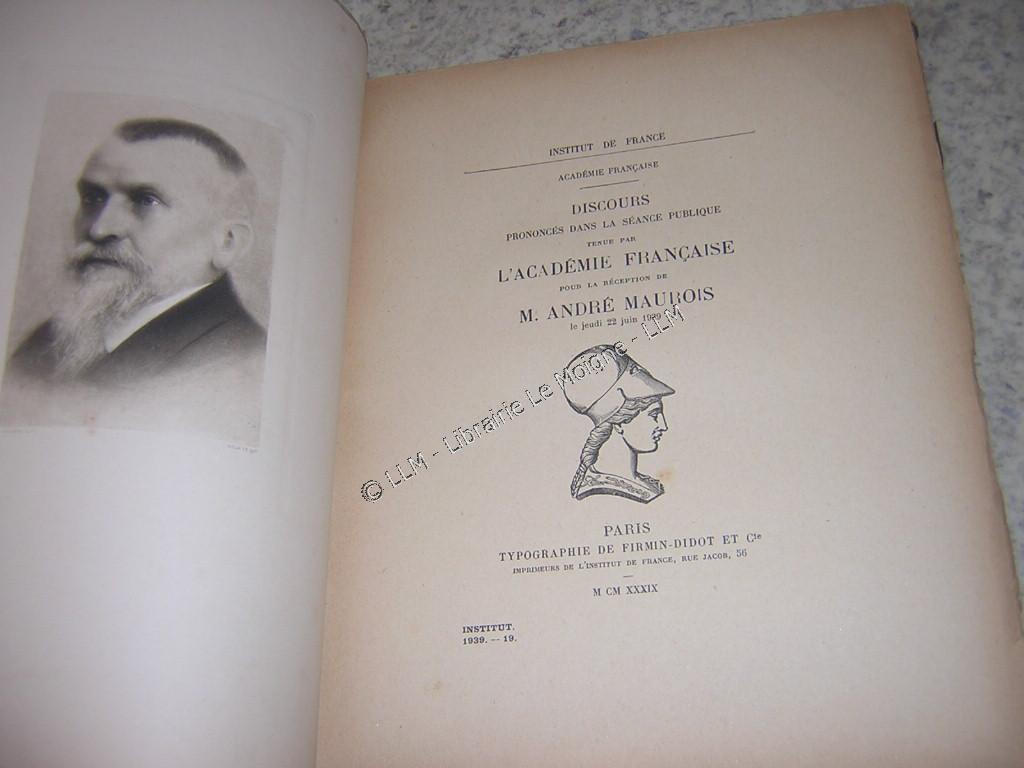 INSTITUT DE FRANCE
ACADÉMIE FRANÇAISE
DISCOURS
PRONONCÉS DANS LA SÉANCE PUBLIQUE
TENUE PAR
L'ACADÉMIE FRANÇAISE
POUR LA RÉCEPTION DE
M. ANDRÉ MAUROIS
le jeudi 22 juin 1939
© LLM - Librairie Le Moigne - LLM
PARIS
TYPOGRAPHIE DE FIRMIN-DIDOT ET Cie
IMPRIMEURS DE L'INSTITUT DE FRANCE, RUE JACOB, 56
M CM XXXIX
INSTITUT.
1939. — 19.